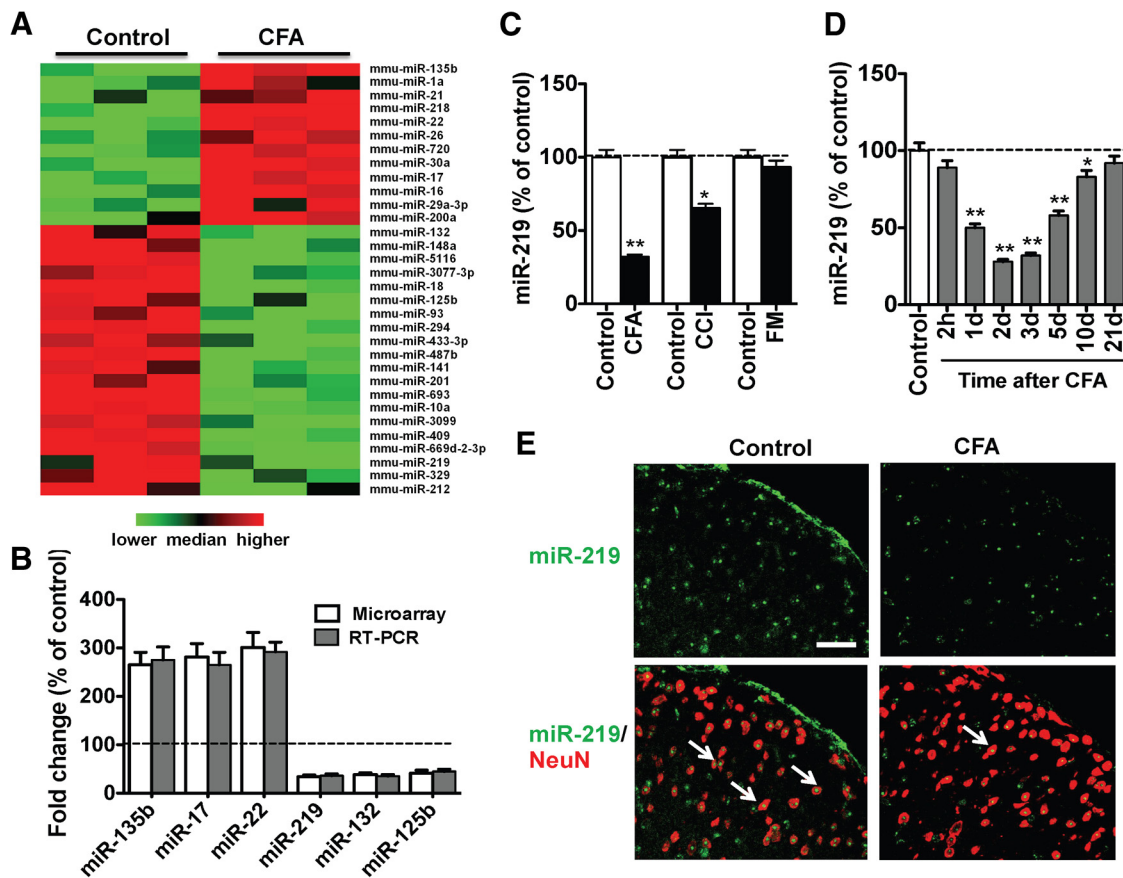 A
Control CFA
mmu-miR-135b
mmu-miR-1a
mmu-miR-21
mmu-miR-218
mmu-miR-22
mmu-miR-26
mmu-miR-720
mmu-miR-30a
mmu-miR-17
mmu-miR-16
mmu-miR-29a-3p
mmu-miR-200a
mmu-miR-132
mmu-miR-148a
mmu-miR-5116
mmu-miR-3077-3p
mmu-miR-18
mmu-miR-125b
mmu-miR-93
mmu-miR-294
mmu-miR-433-3p
mmu-miR-487b
mmu-miR-141
mmu-miR-201
mmu-miR-693
mmu-miR-10a
mmu-miR-3099
mmu-miR-409
mmu-miR-669d-2-3p
mmu-miR-219
mmu-miR-329
mmu-miR-212
lower median higher
B
Fold change (% of control)
400
300
200
100
0
Microarray
RT-PCR
miR-135b
miR-17
miR-22
miR-219
miR-132
miR-125b
C
miR-219 (% of control)
150
100
50
0
**
*
Control
CFA
Control
CCI
Control
FM
D
miR-219 (% of control)
150
100
50
0
**
**
**
**
*
Control
2h
1d
2d
3d
5d
10d
21d
Time after CFA
E
Control CFA
miR-219
miR-219/
NeuN